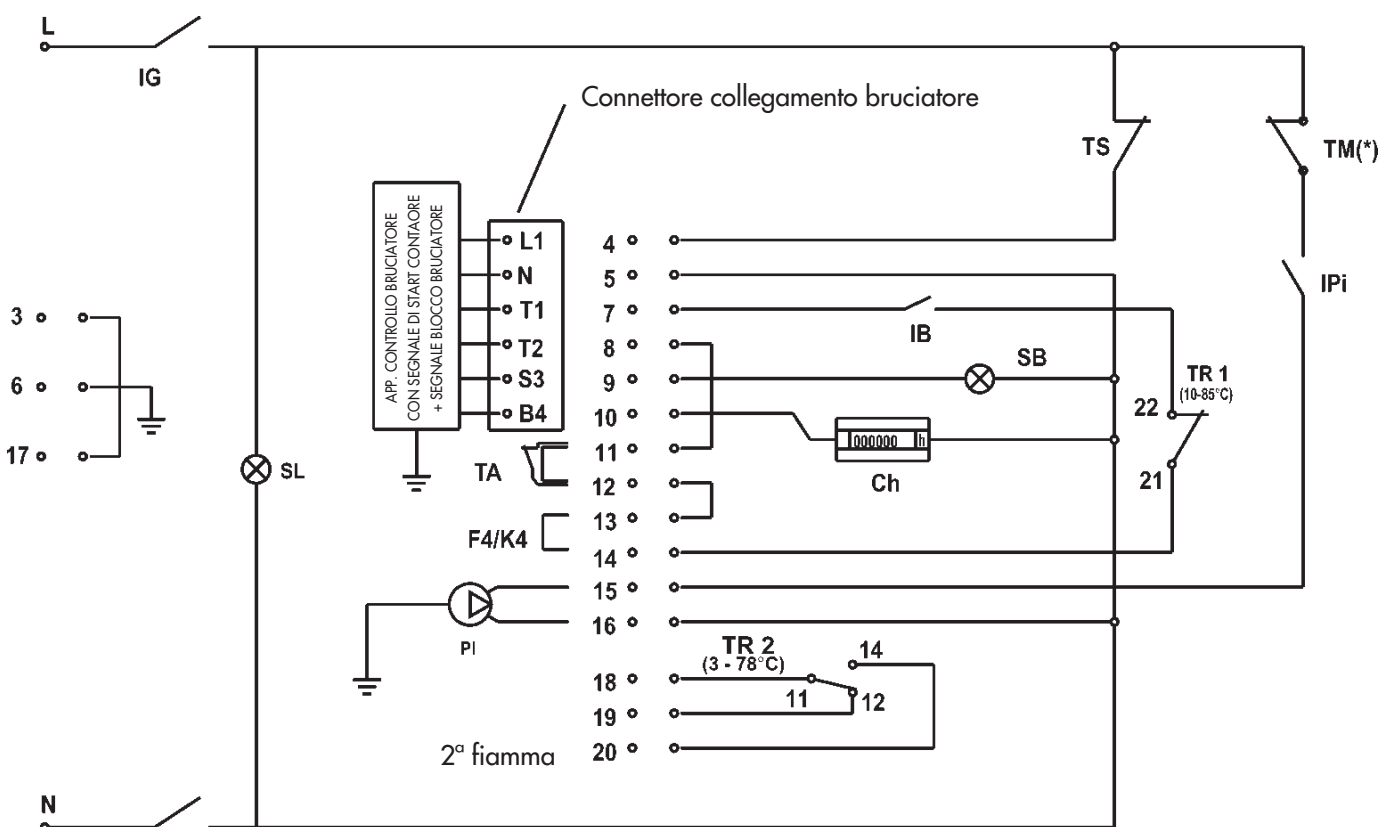 L
IG
Connettore collegamento bruciatore
TS
TM(*)
APP. CONTROLLO BRUCIATORE
CON SEGNALE DI START CONTAORE
+ SEGNALE BLOCCO BRUCIATORE
L1
N
T1
T2
S3
B4
4
5
7
8
9
10
11
12
13
14
15
16
18
19
20
IPi
3
6
17
IB
SB
TR 1
(10-85°C)
22
21
000000 h
Ch
SL
TA
F4/K4
PI
TR 2
(3 - 78°C)
14
11
12
2ª fiamma
N